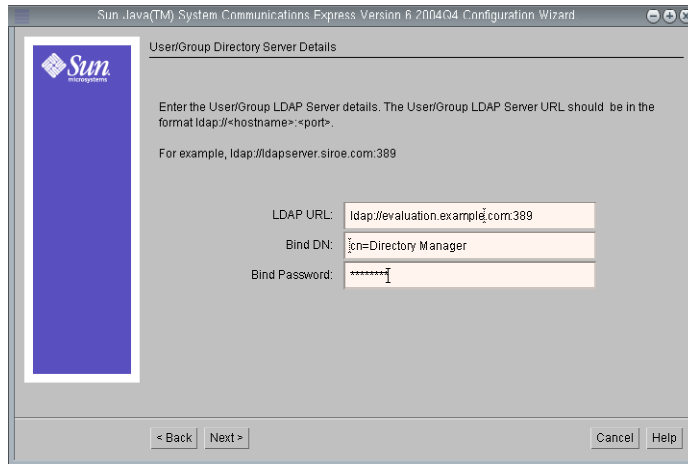 Sun Java(TM) System Communications Express Version 6 2004Q4 Configuration Wizard
Sun
microsystems
User/Group Directory Server Details
Enter the User/Group LDAP Server details. The User/Group LDAP Server URL should be in the
format ldap://<hostname>:<port>.
For example, ldap://ldapserver.siroe.com:389
LDAP URL: ldap://evaluation.example.com:389
Bind DN: cn=Directory Manager
Bind Password: ********
< Back Next > Cancel Help